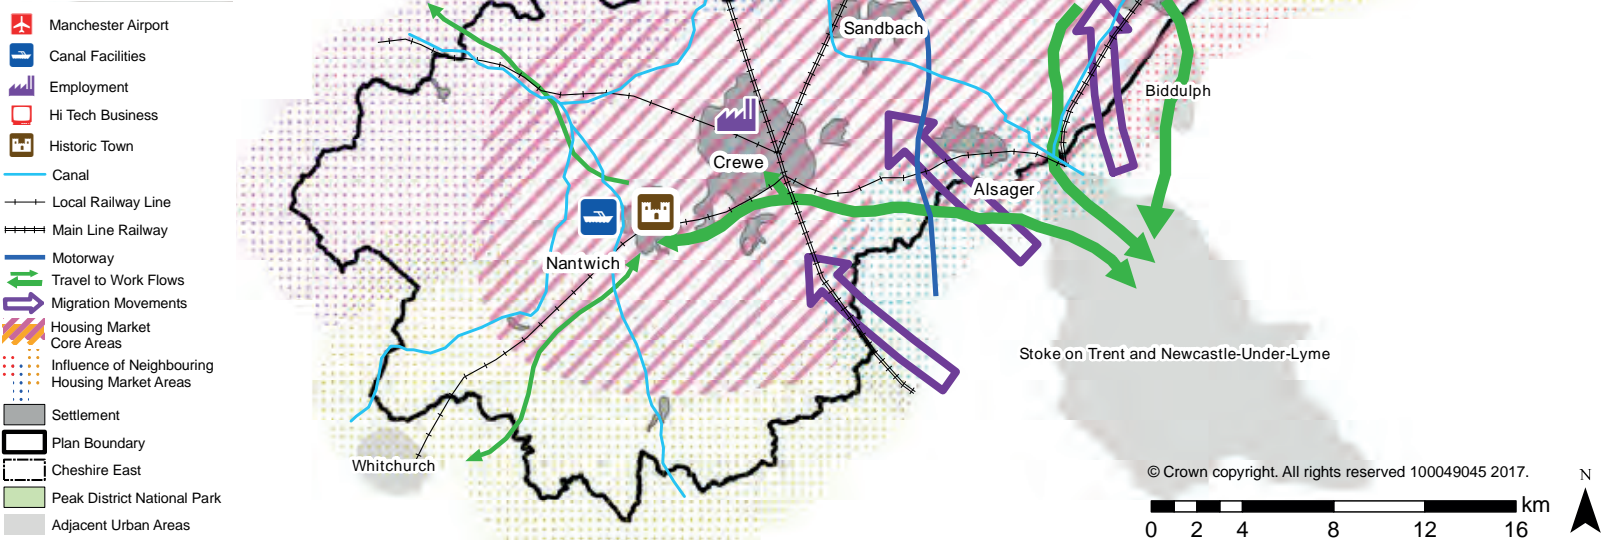 Manchester Airport
Canal Facilities
Employment
Hi Tech Business
Historic Town
Canal
Local Railway Line
Main Line Railway
Motorway
Travel to Work Flows
Migration Movements
Housing Market
Core Areas
Influence of Neighbouring
Housing Market Areas
Settlement
Plan Boundary
Cheshire East
Peak District National Park
Adjacent Urban Areas
Sandbach
Biddulph
Crewe
Alsager
Nantwich
Stoke on Trent and Newcastle-Under-Lyme
Whitchurch
© Crown copyright. All rights reserved 100049045 2017.
N
km
0 2 4 8 12 16